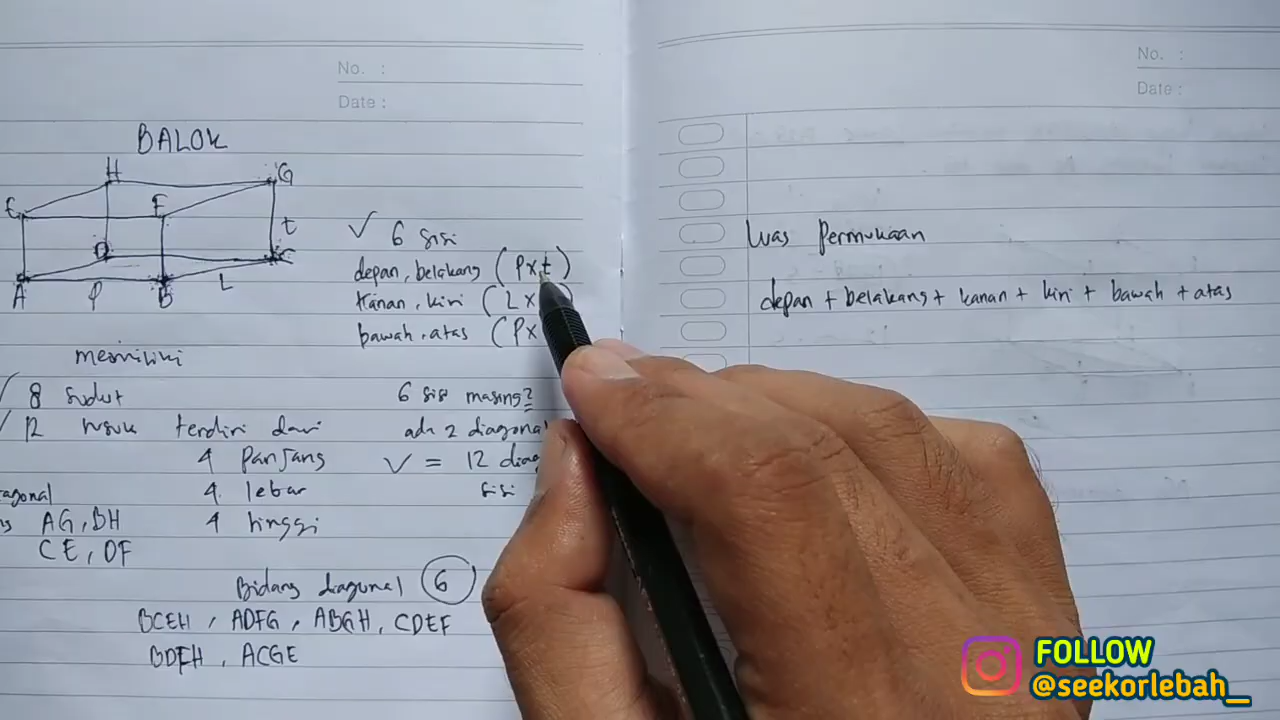 No. :
Date :
BALOK
H
G
E
F
t
D
C
A
P
B
L
✓ 6 sisi
depan, belakang (Pxt)
kanan, kiri (Lx
bawah, atas (Px
memiliki
✓ 8 sudut
✓ 12 rusuk terdiri dari
4 panjang
4 lebar
4 tinggi
6 sisi masing2
ada 2 diagonal
✓ = 12
sisi
AG, BH
CE, DF
Bidang diagonal 6
BCEH, ADFG, ABGH, CDEF
BDFH, ACGE
No. :
Date :
Luas Permukaan
depan + belakang + kanan + kiri + bawah + atas
FOLLOW
@seekorlebah_